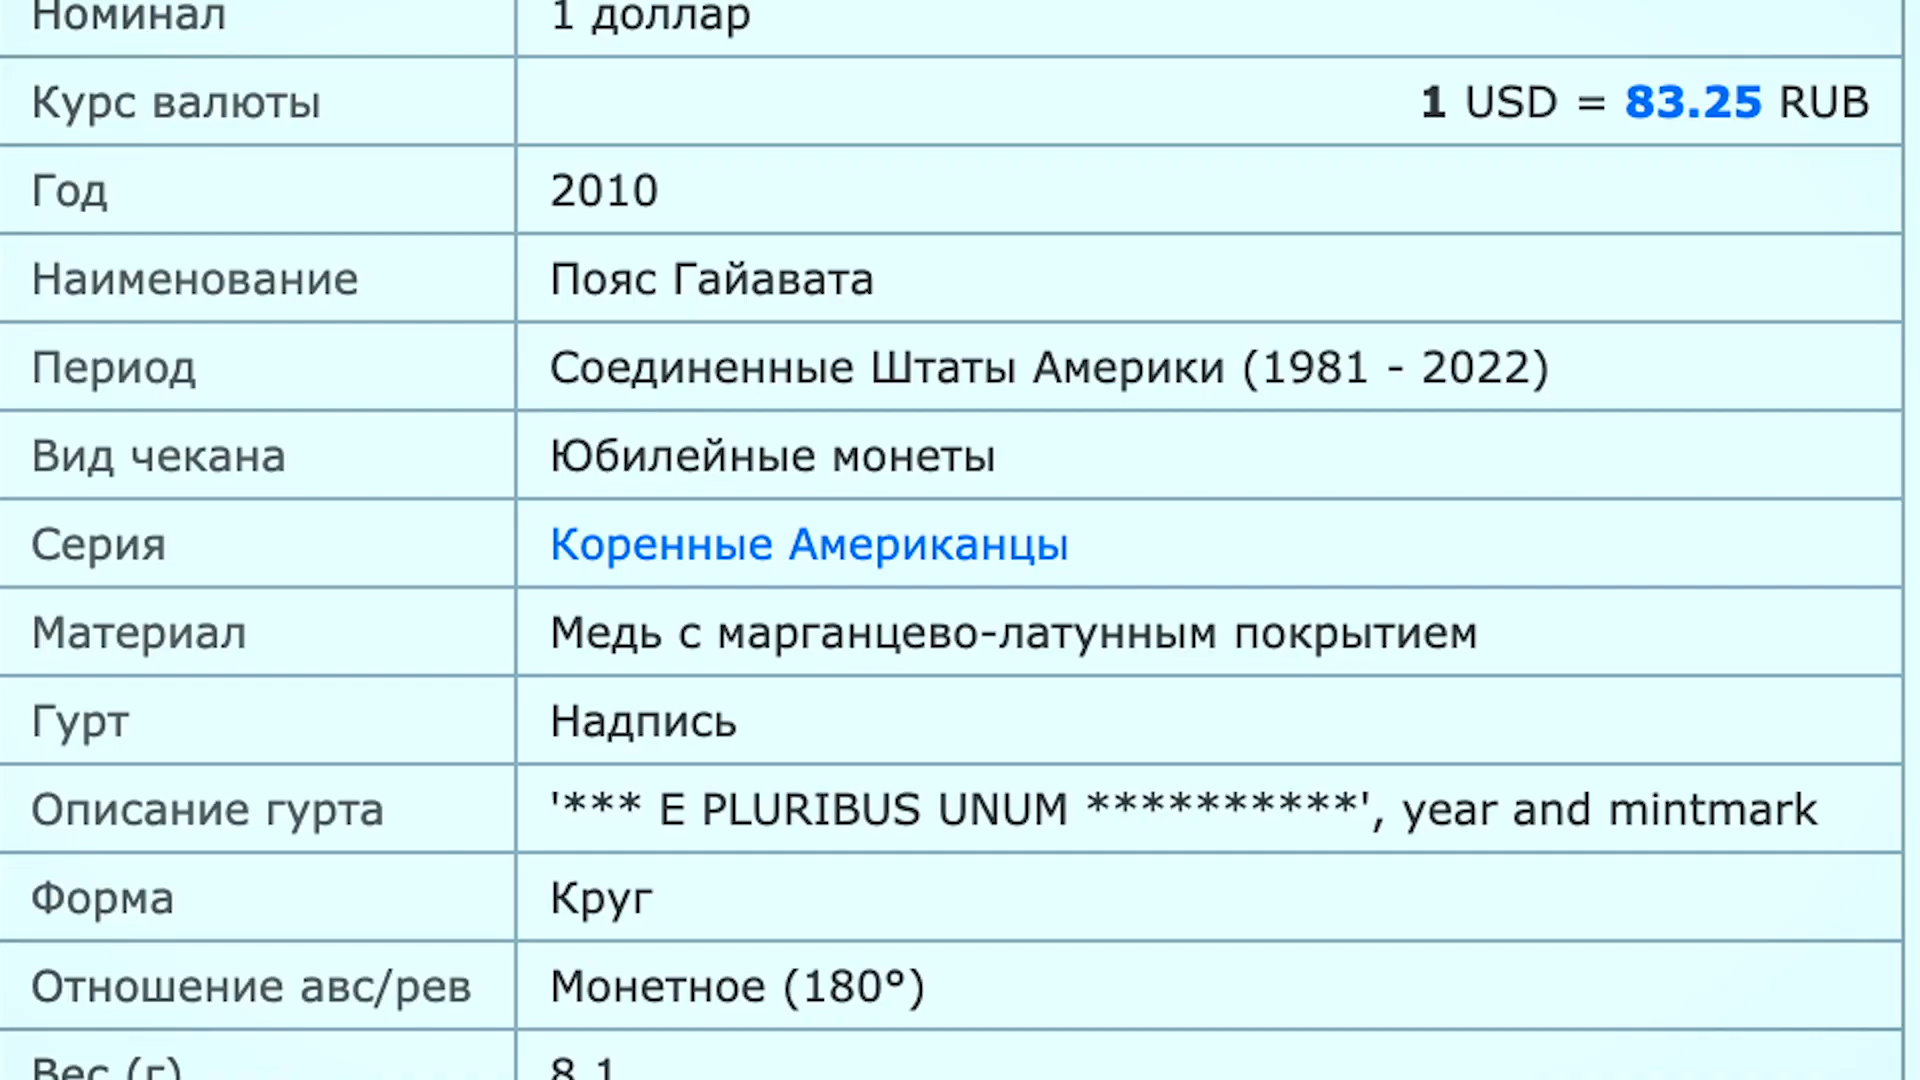 Номинал 1 доллар
Курс валюты 1 USD = 83.25 RUB
Год 2010
Наименование Пояс Гайавата
Период Соединенные Штаты Америки (1981 - 2022)
Вид чекана Юбилейные монеты
Серия Коренные Американцы
Материал Медь с марганцево-латунным покрытием
Гурт Надпись
Описание гурта '*** E PLURIBUS UNUM **********', year and mintmark
Форма Круг
Отношение авс/рев Монетное (180°)
Вес (г) 8.1